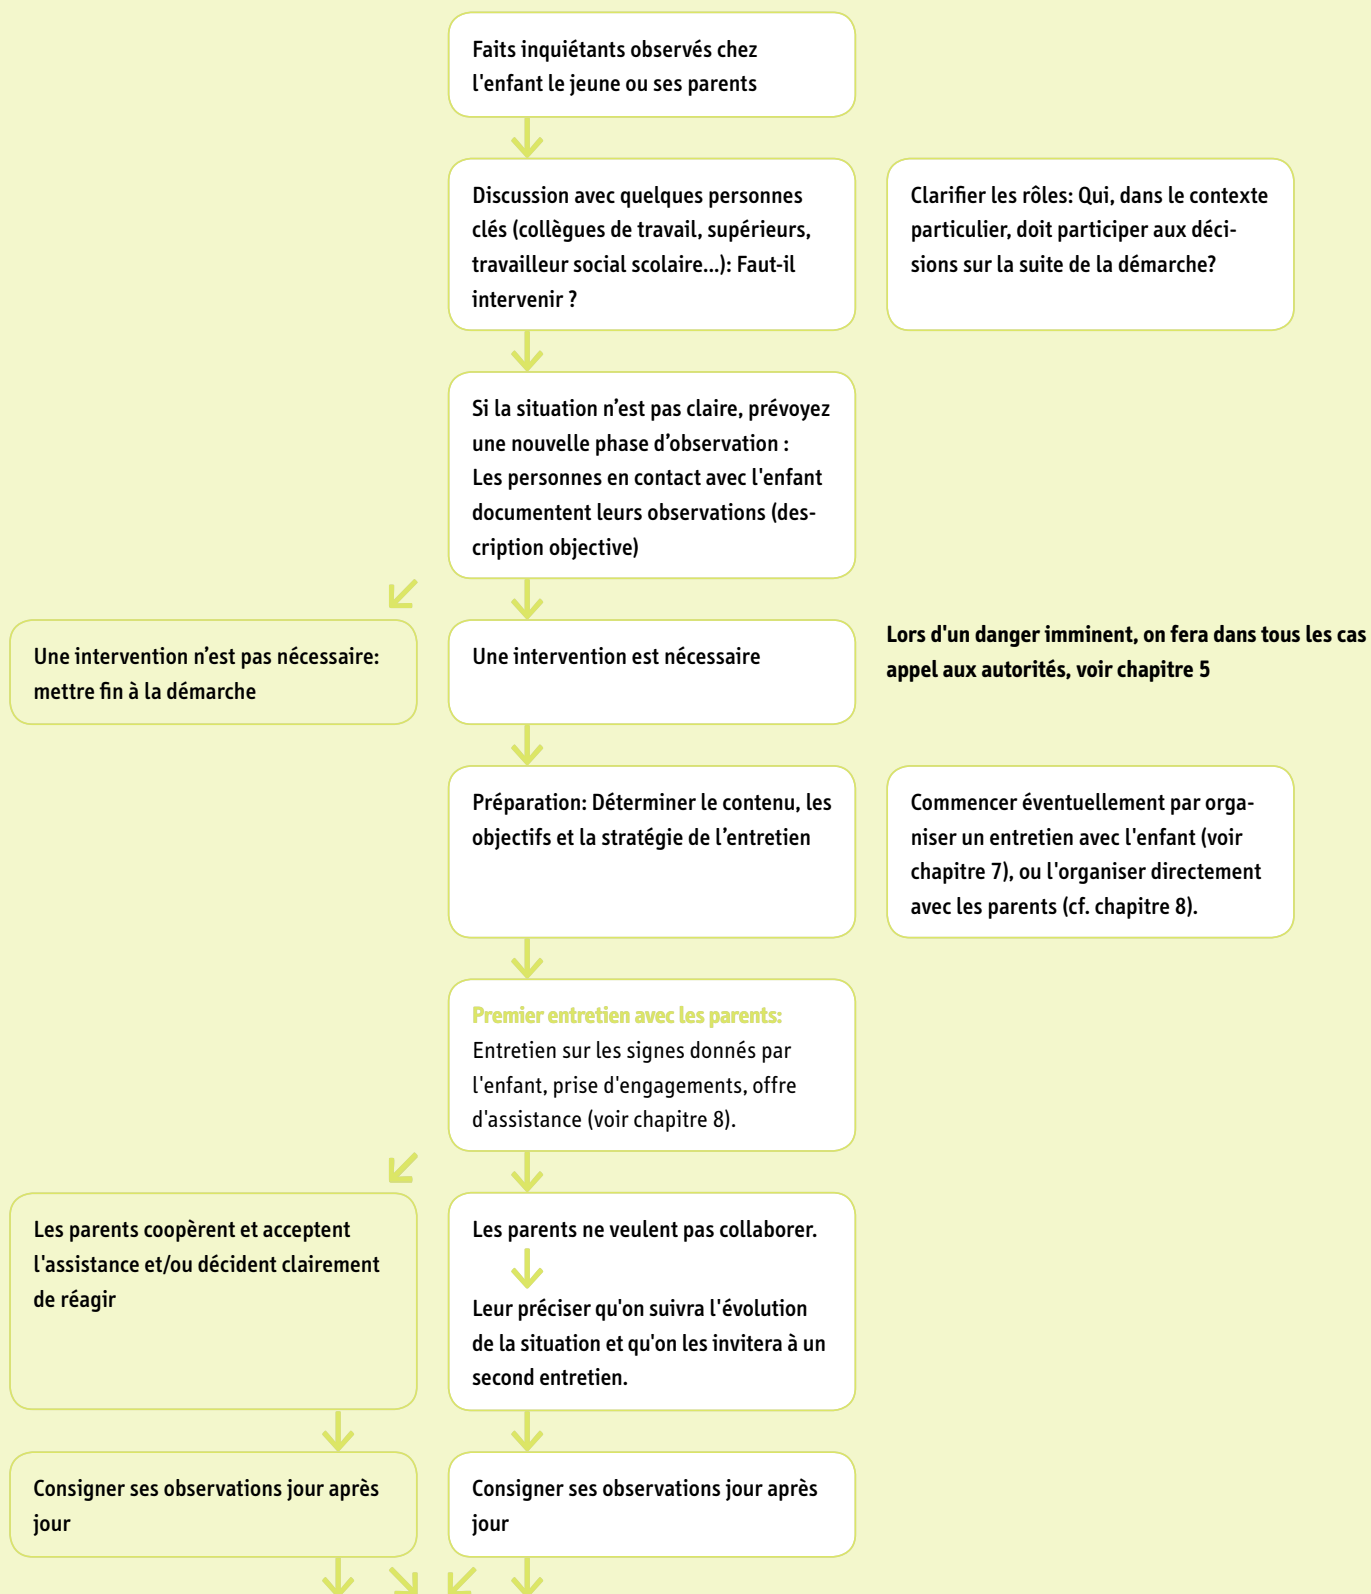 Faits inquiétants observés chez
l'enfant le jeune ou ses parents
Discussion avec quelques personnes
clés (collègues de travail, supérieurs,
travailleur social scolaire...): Faut-il
intervenir ?
Clarifier les rôles: Qui, dans le contexte
particulier, doit participer aux déci-
sions sur la suite de la démarche?
Si la situation n’est pas claire, prévoyez
une nouvelle phase d’observation :
Les personnes en contact avec l'enfant
documentent leurs observations (des-
cription objective)
Une intervention n’est pas nécessaire:
mettre fin à la démarche
Une intervention est nécessaire
Lors d'un danger imminent, on fera dans tous les cas
appel aux autorités, voir chapitre 5
Préparation: Déterminer le contenu, les
objectifs et la stratégie de l’entretien
Commencer éventuellement par orga-
niser un entretien avec l'enfant (voir
chapitre 7), ou l'organiser directement
avec les parents (cf. chapitre 8).
Premier entretien avec les parents:
Entretien sur les signes donnés par
l'enfant, prise d'engagements, offre
d'assistance (voir chapitre 8).
Les parents coopèrent et acceptent
l'assistance et/ou décident clairement
de réagir
Les parents ne veulent pas collaborer.
Leur préciser qu'on suivra l'évolution
de la situation et qu'on les invitera à un
second entretien.
Consigner ses observations jour après
jour
Consigner ses observations jour après
jour